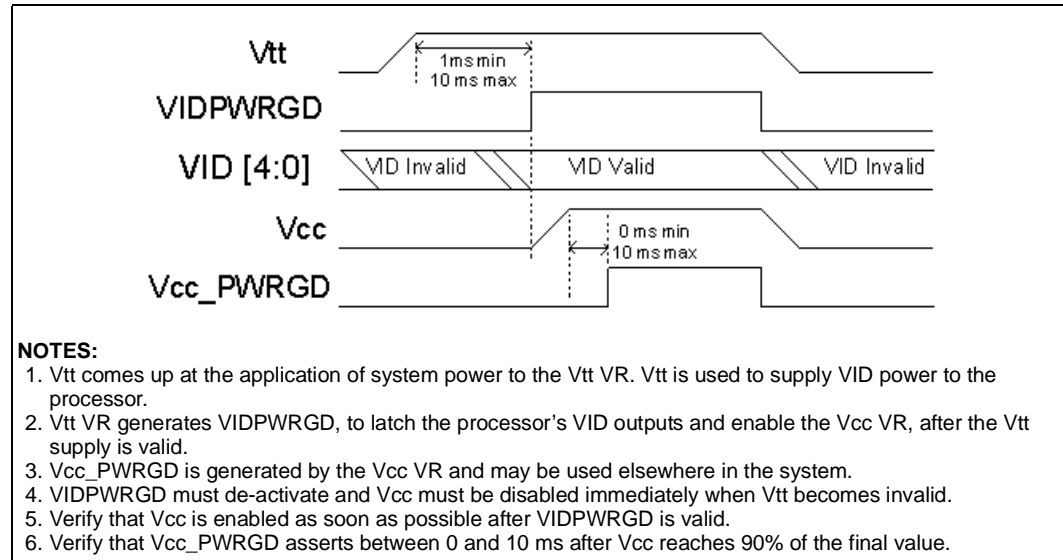 Vtt
1ms min
10 ms max
VIDPWRGD
VID [4:0]
VID Invalid
VID Valid
VID Invalid
Vcc
0 ms min
10 ms max
Vcc_PWRGD
NOTES:
1. Vtt comes up at the application of system power to the Vtt VR. Vtt is used to supply VID power to the
processor.
2. Vtt VR generates VIDPWRGD, to latch the processor's VID outputs and enable the Vcc VR, after the Vtt
supply is valid.
3. Vcc_PWRGD is generated by the Vcc VR and may be used elsewhere in the system.
4. VIDPWRGD must de-activate and Vcc must be disabled immediately when Vtt becomes invalid.
5. Verify that Vcc is enabled as soon as possible after VIDPWRGD is valid.
6. Verify that Vcc_PWRGD asserts between 0 and 10 ms after Vcc reaches 90% of the final value.